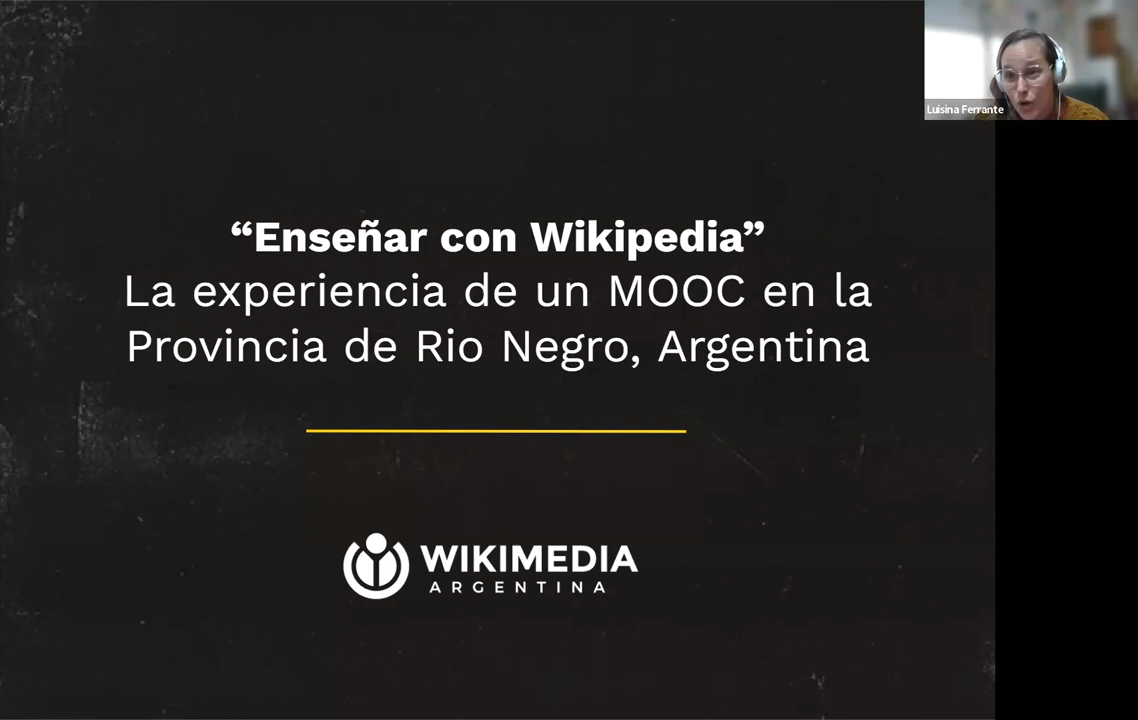 Luisina Ferrante
“Enseñar con Wikipedia”
La experiencia de un MOOC en la
Provincia de Rio Negro, Argentina
WIKIMEDIA
ARGENTINA